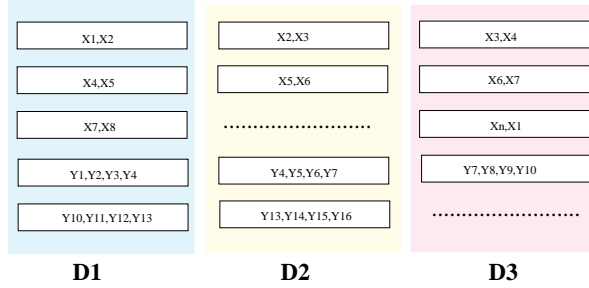 X1,X2
X4,X5
X7,X8
Y1,Y2,Y3,Y4
Y10,Y11,Y12,Y13
D1
X2,X3
X5,X6
..............................
Y4,Y5,Y6,Y7
Y13,Y14,Y15,Y16
D2
X3,X4
X6,X7
Xn,X1
Y7,Y8,Y9,Y10
..............................
D3